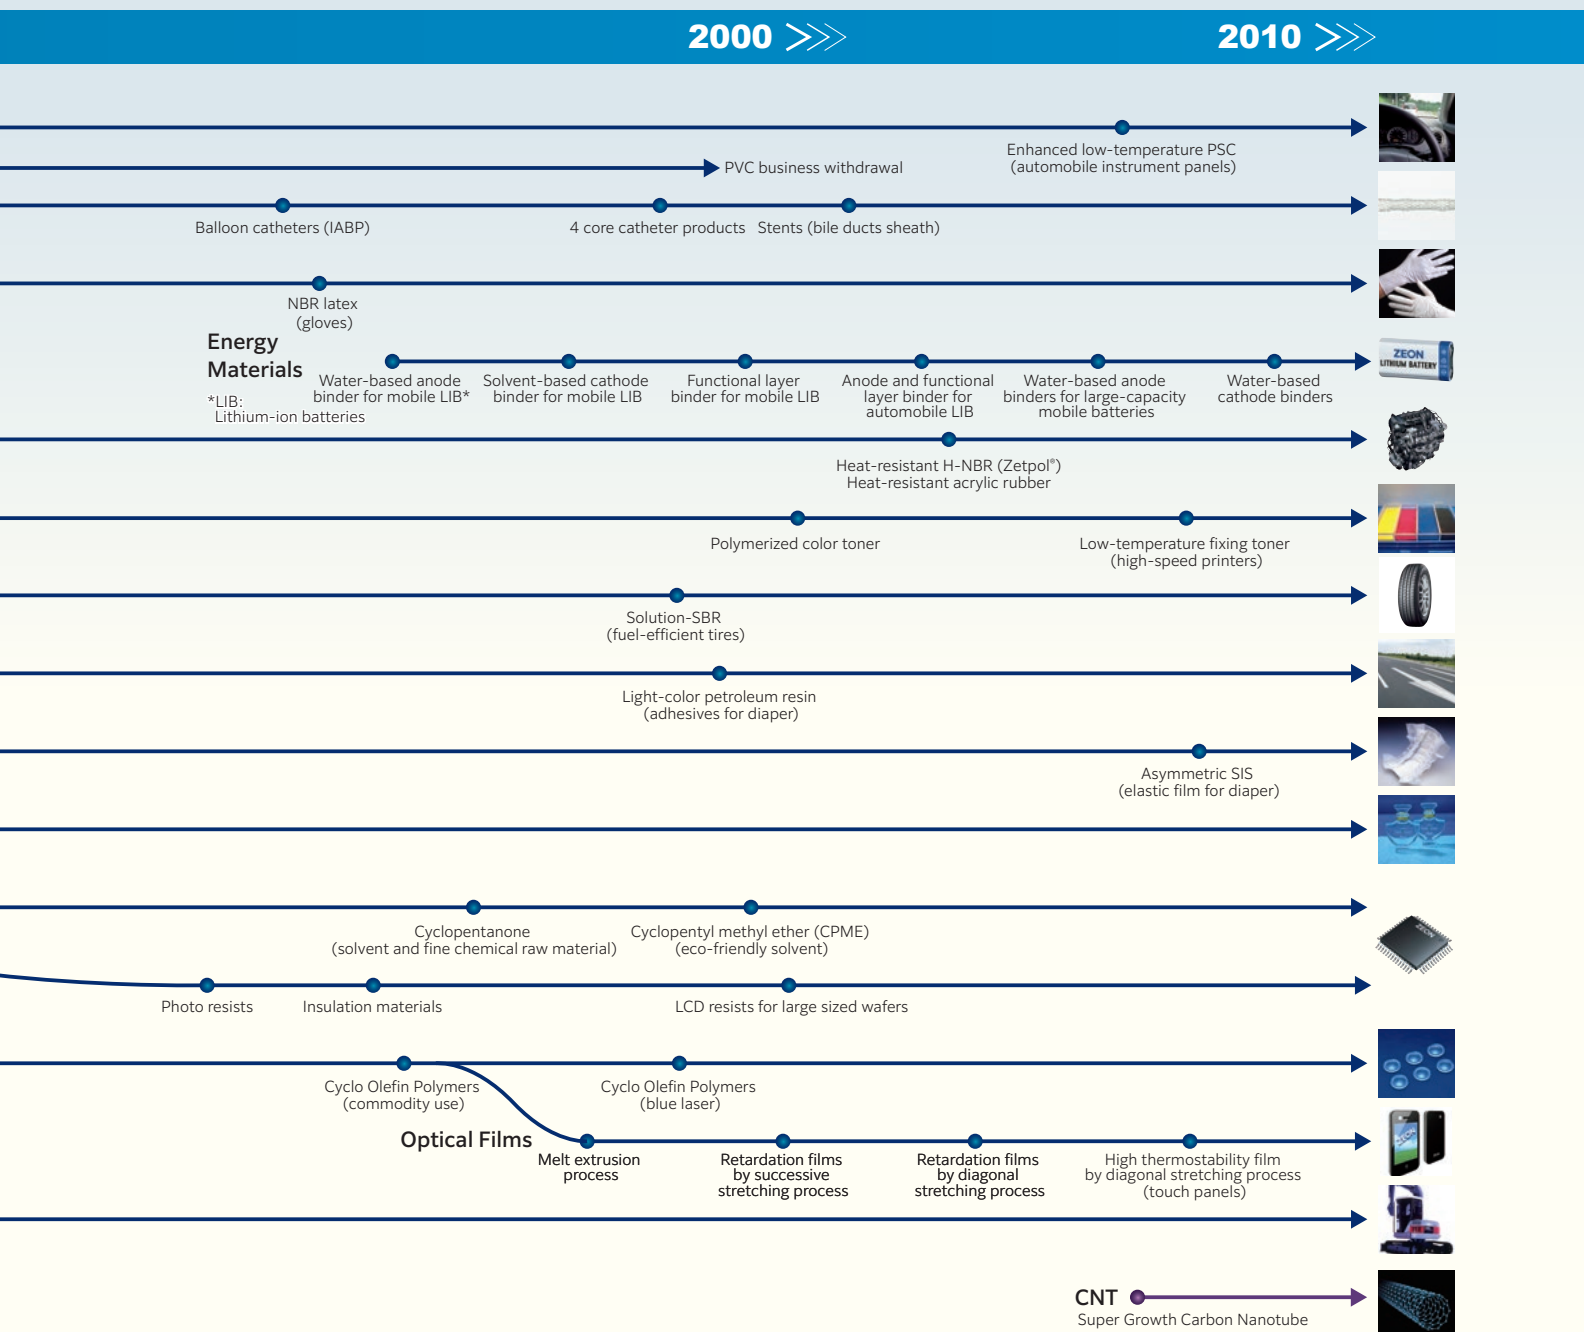 2000
2010
Enhanced low-temperature PSC
(automobile instrument panels)
PVC business withdrawal
Balloon catheters (IABP)
4 core catheter products
Stents (bile ducts sheath)
NBR latex
(gloves)
Energy
Materials
*LIB:
Lithium-ion batteries
Water-based anode
binder for mobile LIB*
Solvent-based cathode
binder for mobile LIB
Functional layer
binder for mobile LIB
Anode and functional
layer binder for
automobile LIB
Water-based anode
binders for large-capacity
mobile batteries
Water-based
cathode binders
ZEON
LITHIUM BATTERY
Heat-resistant H-NBR (Zetpol®)
Heat-resistant acrylic rubber
Polymerized color toner
Low-temperature fixing toner
(high-speed printers)
Solution-SBR
(fuel-efficient tires)
Light-color petroleum resin
(adhesives for diaper)
Asymmetric SIS
(elastic film for diaper)
Cyclopentanone
(solvent and fine chemical raw material)
Cyclopentyl methyl ether (CPME)
(eco-friendly solvent)
ZEON
Photo resists
Insulation materials
LCD resists for large sized wafers
Cyclo Olefin Polymers
(commodity use)
Cyclo Olefin Polymers
(blue laser)
Optical Films
Melt extrusion
process
Retardation films
by successive
stretching process
Retardation films
by diagonal
stretching process
High thermostability film
by diagonal stretching process
(touch panels)
ZEON
CNT
Super Growth Carbon Nanotube